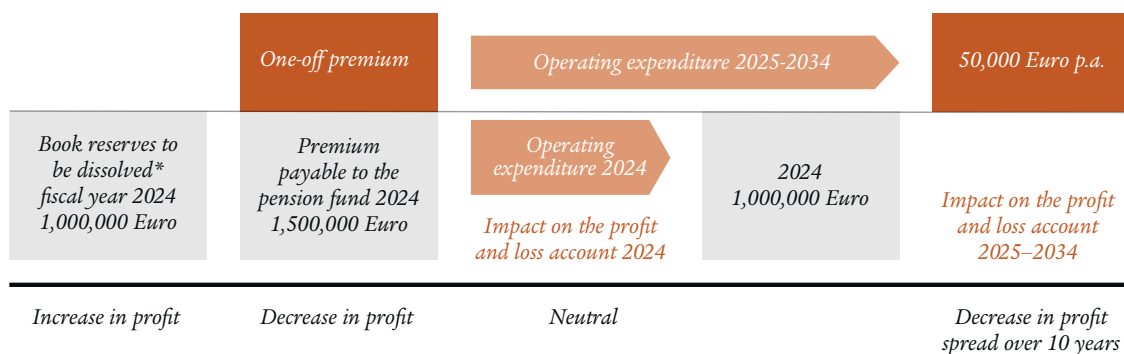 One-off premium
Operating expenditure 2025-2034
50,000 Euro p.a.
Book reserves to
be dissolved*
fiscal year 2024
1,000,000 Euro
Premium
payable to the
pension fund 2024
1,500,000 Euro
Operating
expenditure 2024
Impact on the profit
and loss account 2024
2024
1,000,000 Euro
Impact on the profit
and loss account
2025–2034
Increase in profit
Decrease in profit
Neutral
Decrease in profit
spread over 10 years